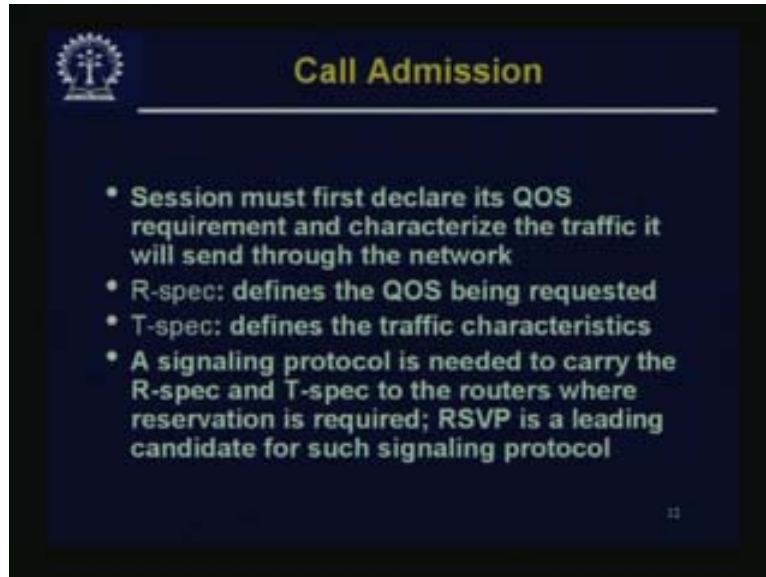 Call Admission
• Session must first declare its QOS
requirement and characterize the traffic it
will send through the network
• R-spec: defines the QOS being requested
• T-spec: defines the traffic characteristics
• A signaling protocol is needed to carry the
R-spec and T-spec to the routers where
reservation is required; RSVP is a leading
candidate for such signaling protocol